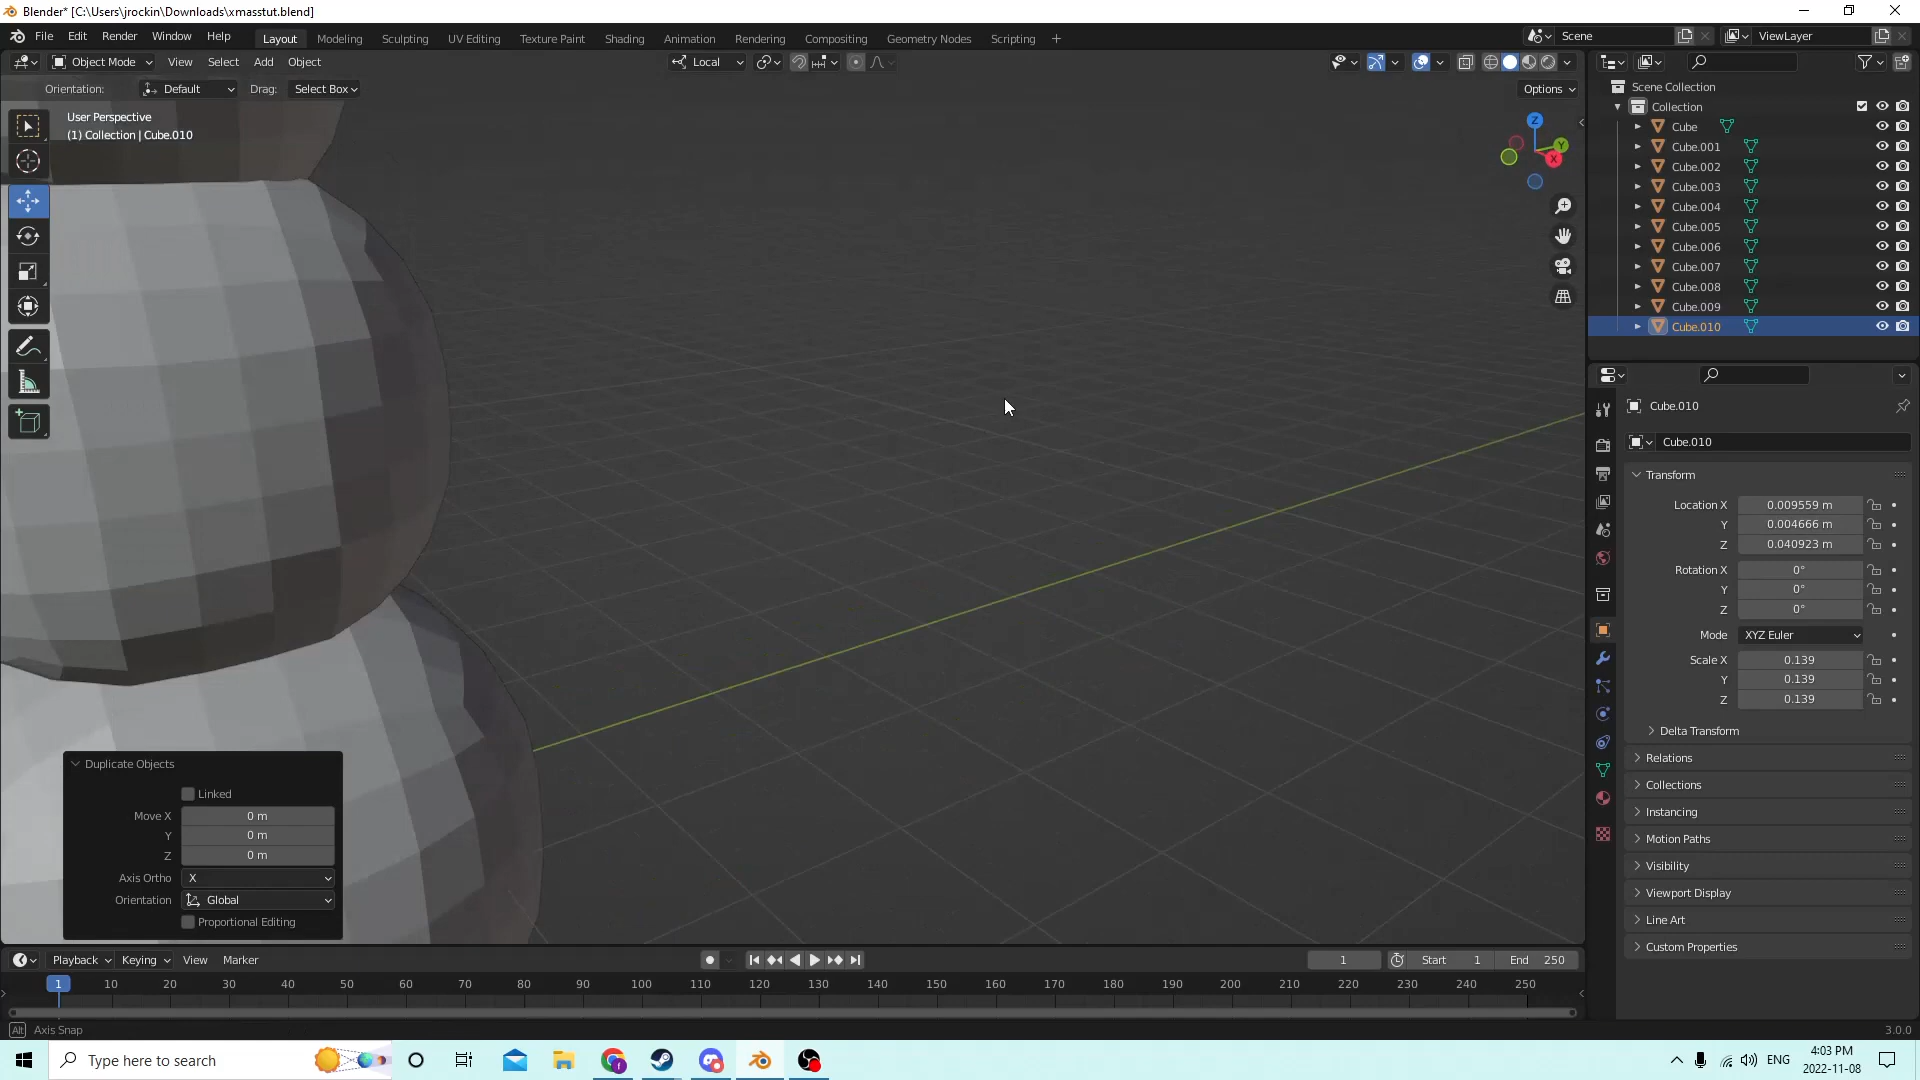 Blender* [C:\Users\jrockin\Downloads\xmasstut.blend]
File Edit Render Window Help Layout Modeling Sculpting UV Editing Texture Paint Shading Animation Rendering Compositing Geometry Nodes Scripting + Scene ViewLayer
Object Mode View Select Add Object Local
Orientation: Default Drag: Select Box Options
User Perspective
(1) Collection | Cube.010
Z
Y
X
Scene Collection
Collection
Cube
Cube.001
Cube.002
Cube.003
Cube.004
Cube.005
Cube.006
Cube.007
Cube.008
Cube.009
Cube.010
Cube.010
Cube.010
Transform
Location X 0.009559 m
Y 0.004666 m
Z 0.040923 m
Rotation X 0°
Y 0°
Z 0°
Mode XYZ Euler
Scale X 0.139
Y 0.139
Z 0.139
Delta Transform
Relations
Collections
Instancing
Motion Paths
Visibility
Viewport Display
Line Art
Custom Properties
Duplicate Objects
Linked
Move X 0 m
Y 0 m
Z 0 m
Axis Ortho X
Orientation Global
Proportional Editing
Playback Keying View Marker 1 Start 1 End 250
1 10 20 30 40 50 60 70 80 90 100 110 120 130 140 150 160 170 180 190 200 210 220 230 240 250
Alt Axis Snap 3.0.0
Type here to search ENG
4:03 PM
2022-11-08